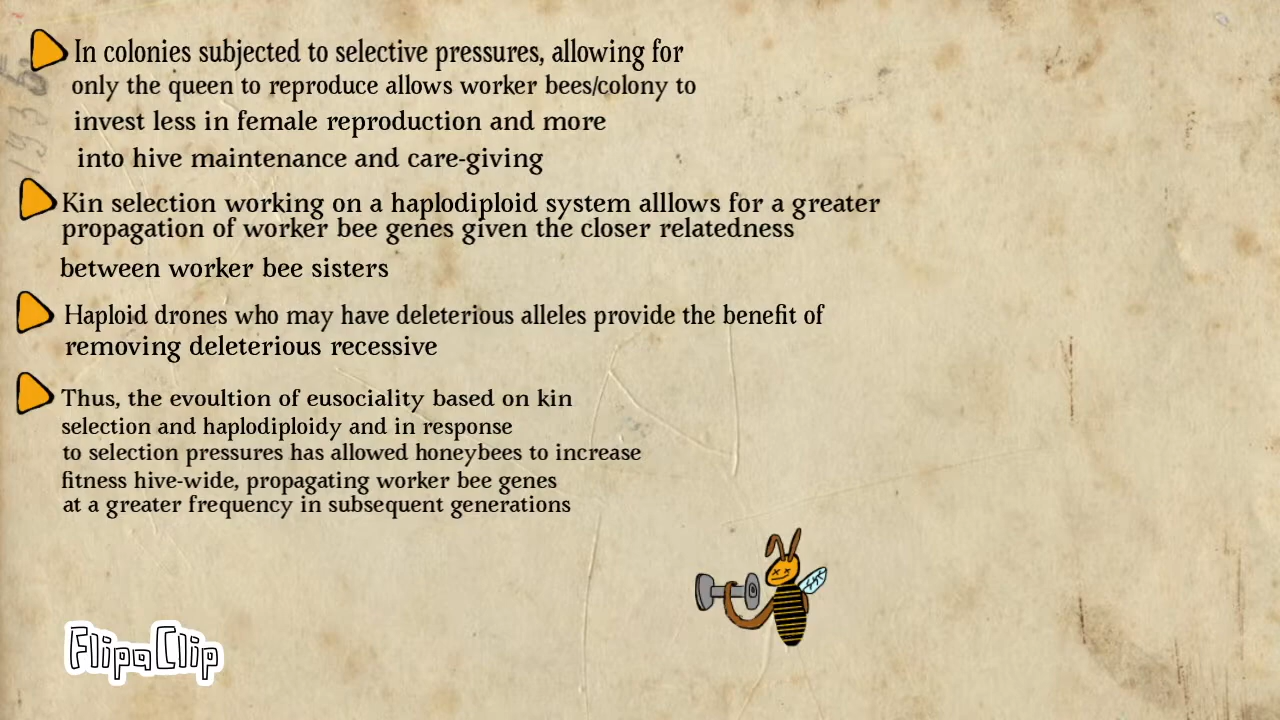 In colonies subjected to selective pressures, allowing for
only the queen to reproduce allows worker bees/colony to
invest less in female reproduction and more
into hive maintenance and care-giving
Kin selection working on a haplodiploid system alllows for a greater
propagation of worker bee genes given the closer relatedness
between worker bee sisters
Haploid drones who may have deleterious alleles provide the benefit of
removing deleterious recessive
Thus, the evoultion of eusociality based on kin
selection and haplodiploidy and in response
to selection pressures has allowed honeybees to increase
fitness hive-wide, propagating worker bee genes
at a greater frequency in subsequent generations
FlipaClip